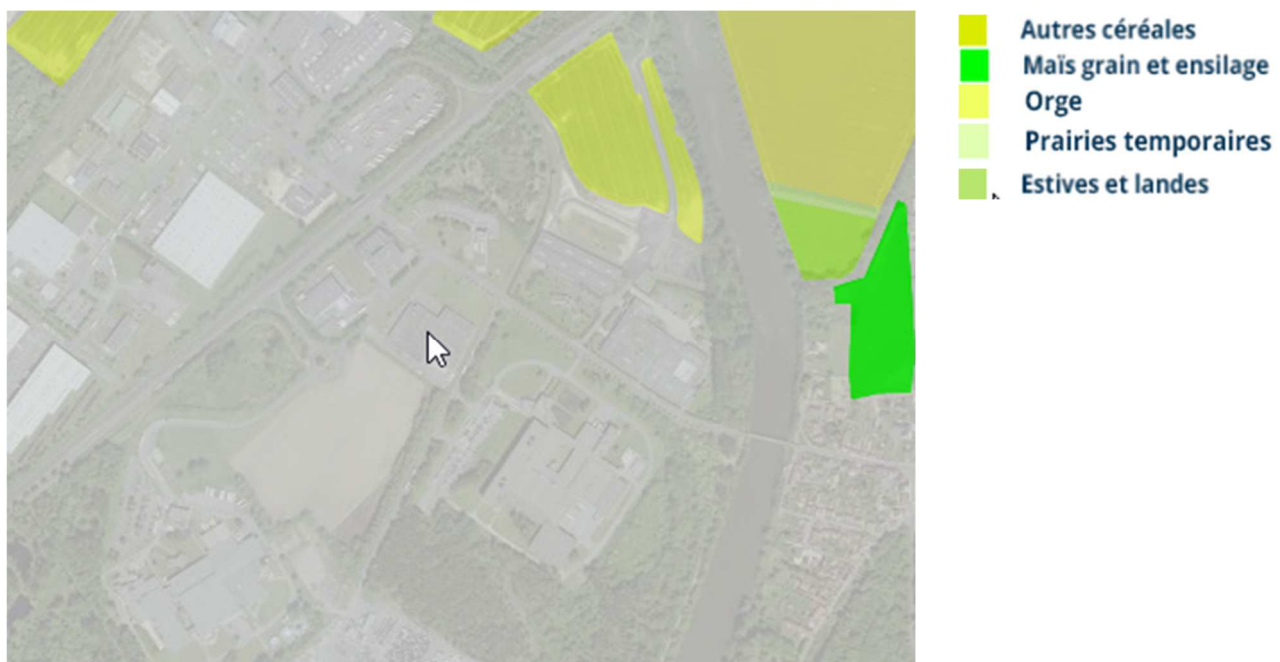 Autres céréales
Maïs grain et ensilage
Orge
Prairies temporaires
Estives et landes